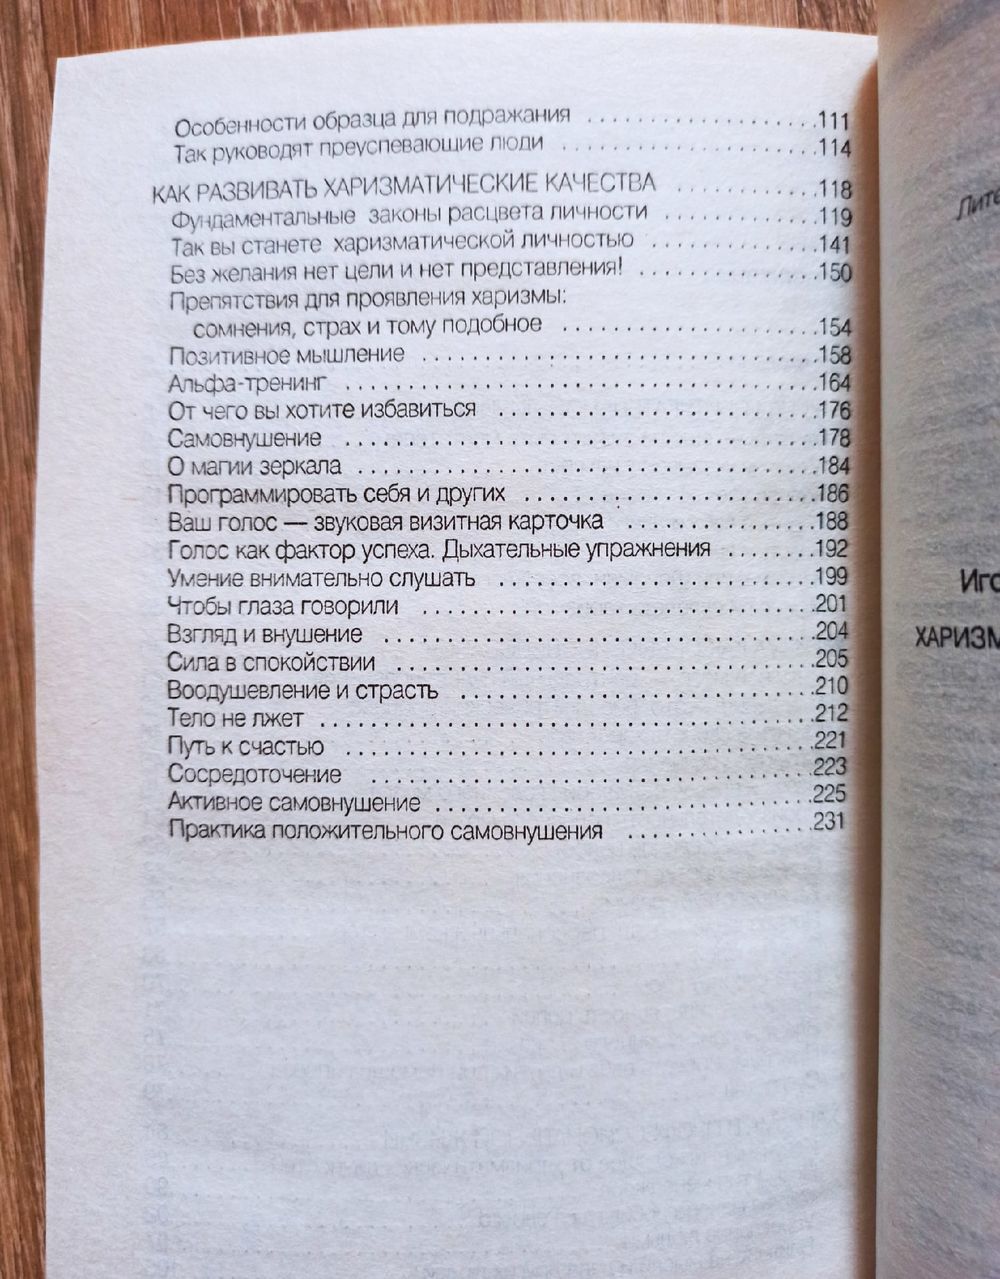 Особенности образца для подражания ....................111
Так руководят преуспевающие люди ......................114
КАК РАЗВИВАТЬ ХАРИЗМАТИЧЕСКИЕ КАЧЕСТВА ............118
Фундаментальные законы расцвета личности .............119
Так вы станете харизматической личностью ..............141
Без желания нет цели и нет представления! ..............150
Препятствия для проявления харизмы:
сомнения, страх и тому подобное ......................154
Позитивное мышление ..................................158
Альфа-тренинг .........................................164
От чего вы хотите избавиться ...........................176
Самовнушение .........................................178
О магии зеркала ........................................184
Программировать себя и других .........................186
Ваш голос — звуковая визитная карточка ................188
Голос как фактор успеха. Дыхательные упражнения ........192
Умение внимательно слушать ............................199
Чтобы глаза говорили ..................................201
Взгляд и внушение .....................................204
Сила в спокойствии ....................................205
Воодушевление и страсть ...............................210
Тело не лжет ..........................................212
Путь к счастью .........................................221
Сосредоточение ........................................223
Активное самовнушение .................................225
Практика положительного самовнушения ..................231
Лите
Иго
ХАРИЗМ